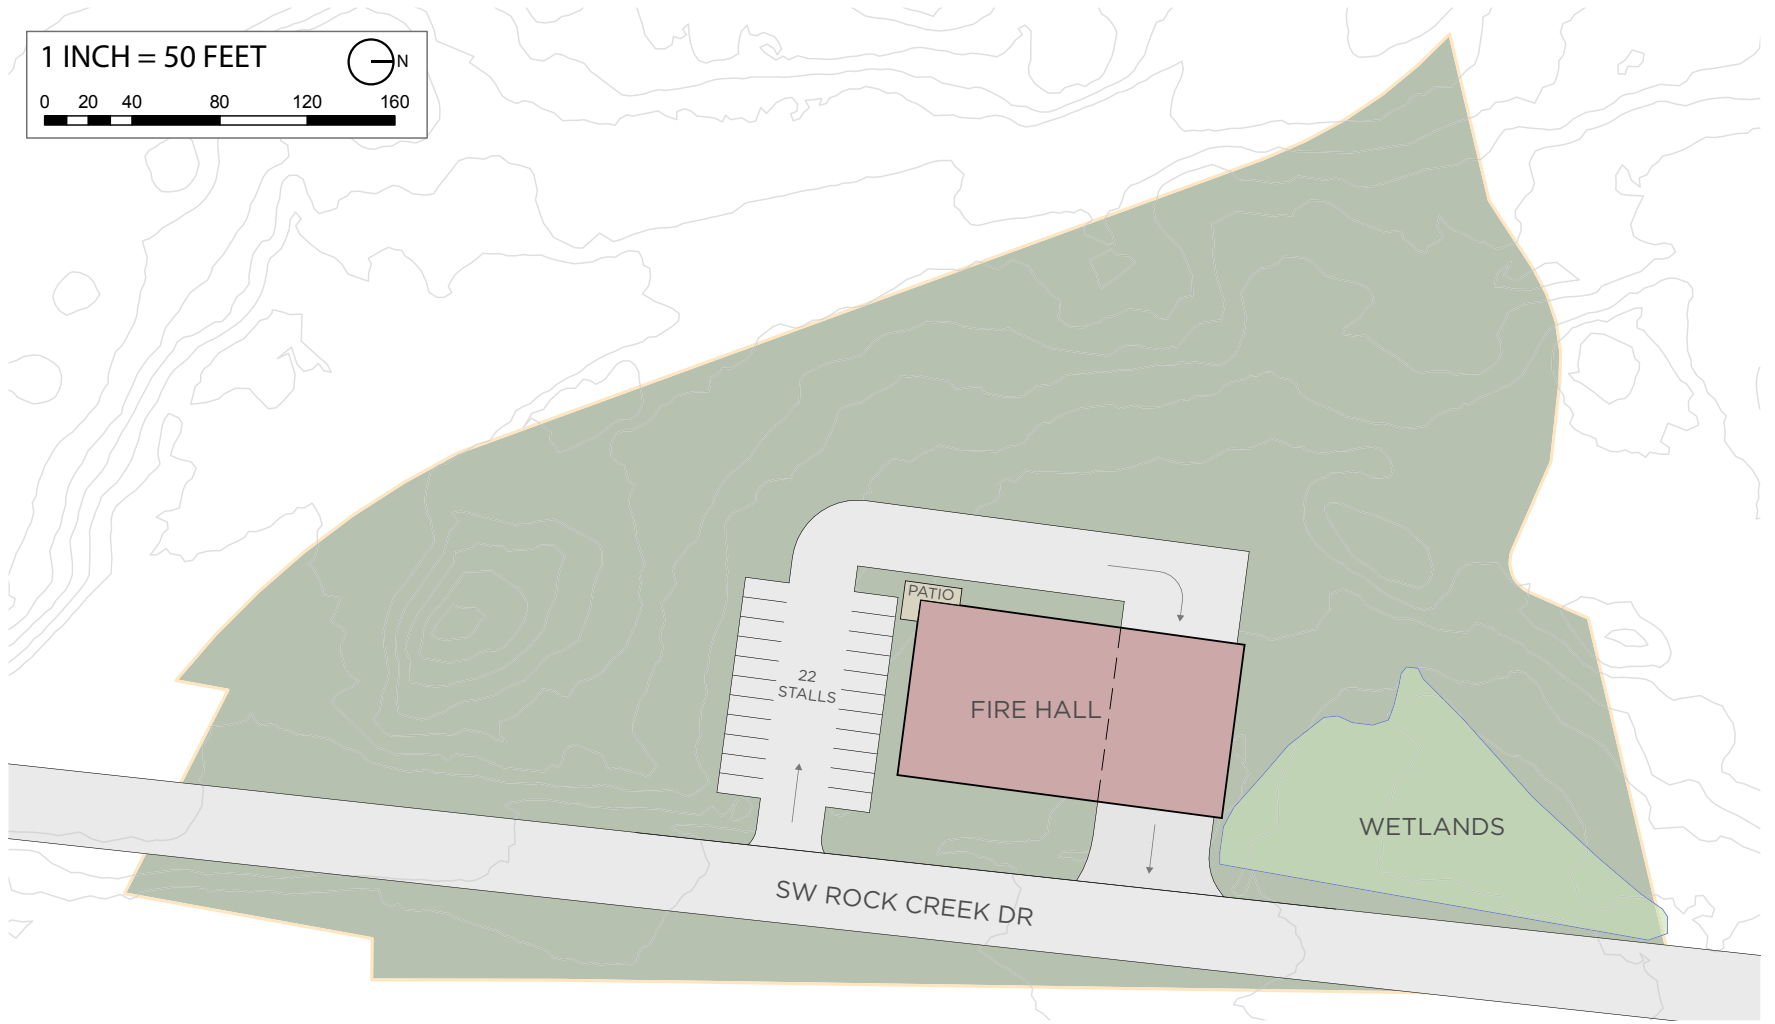 1 INCH = 50 FEET
N
0 20 40 80 120 160
PATIO
22
STALLS
FIRE HALL
WETLANDS
SW ROCK CREEK DR